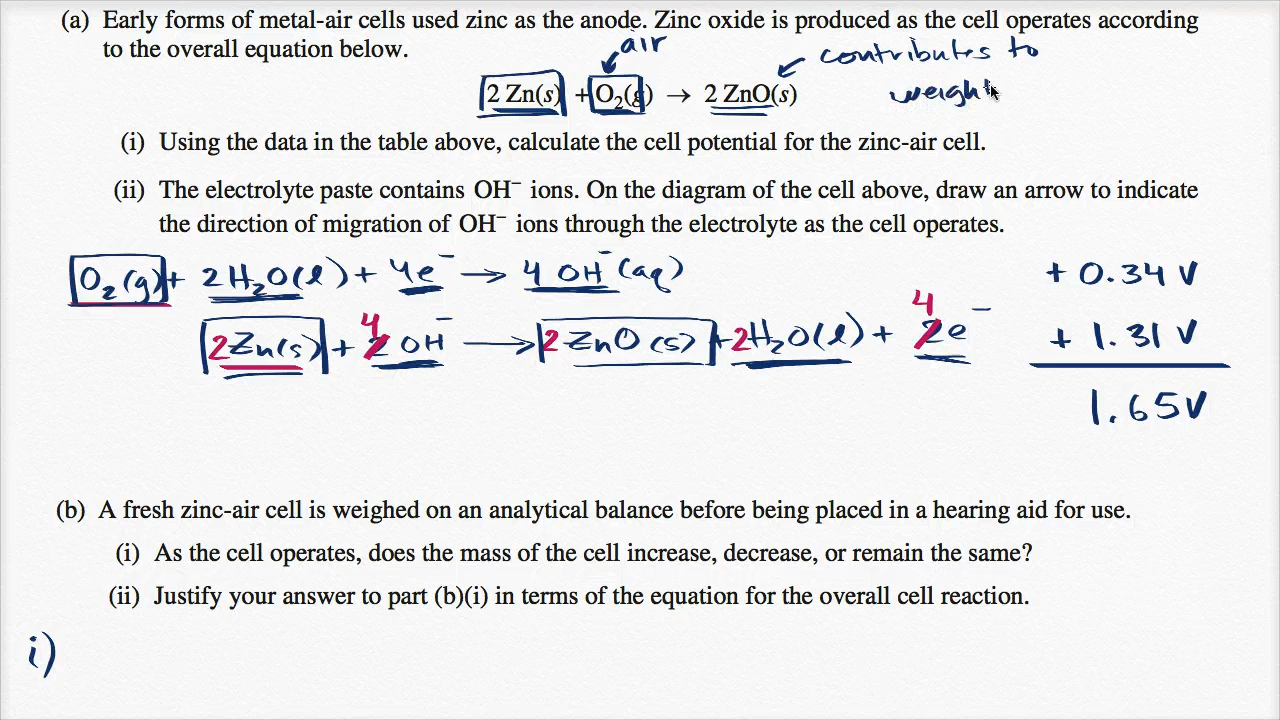 (a) Early forms of metal-air cells used zinc as the anode. Zinc oxide is produced as the cell operates according
to the overall equation below.
air
contributes to
weight
2 Zn(s) + O₂(g) → 2 ZnO(s)
(i) Using the data in the table above, calculate the cell potential for the zinc-air cell.
(ii) The electrolyte paste contains OH⁻ ions. On the diagram of the cell above, draw an arrow to indicate
the direction of migration of OH⁻ ions through the electrolyte as the cell operates.
O₂(g) + 2H₂O(l) + 4e⁻ → 4 OH⁻(aq) + 0.34 V
2Zn(s) + 4 2 OH⁻ → 2 ZnO(s) + 2H₂O(l) + 4 2e⁻ + 1.31 V
1.65V
(b) A fresh zinc-air cell is weighed on an analytical balance before being placed in a hearing aid for use.
(i) As the cell operates, does the mass of the cell increase, decrease, or remain the same?
(ii) Justify your answer to part (b)(i) in terms of the equation for the overall cell reaction.
i)